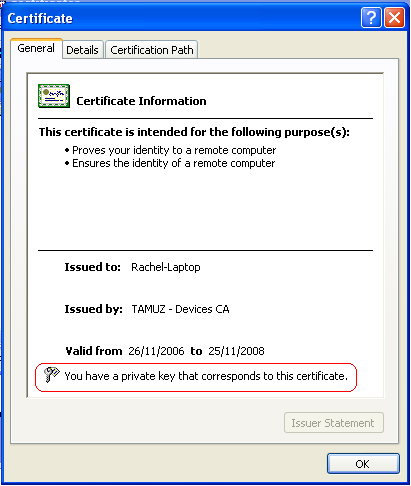 Certificate
General Details Certification Path
Certificate Information
This certificate is intended for the following purpose(s):
• Proves your identity to a remote computer
• Ensures the identity of a remote computer
Issued to: Rachel-Laptop
Issued by: TAMUZ - Devices CA
Valid from 26/11/2006 to 25/11/2008
You have a private key that corresponds to this certificate.
Issuer Statement
OK